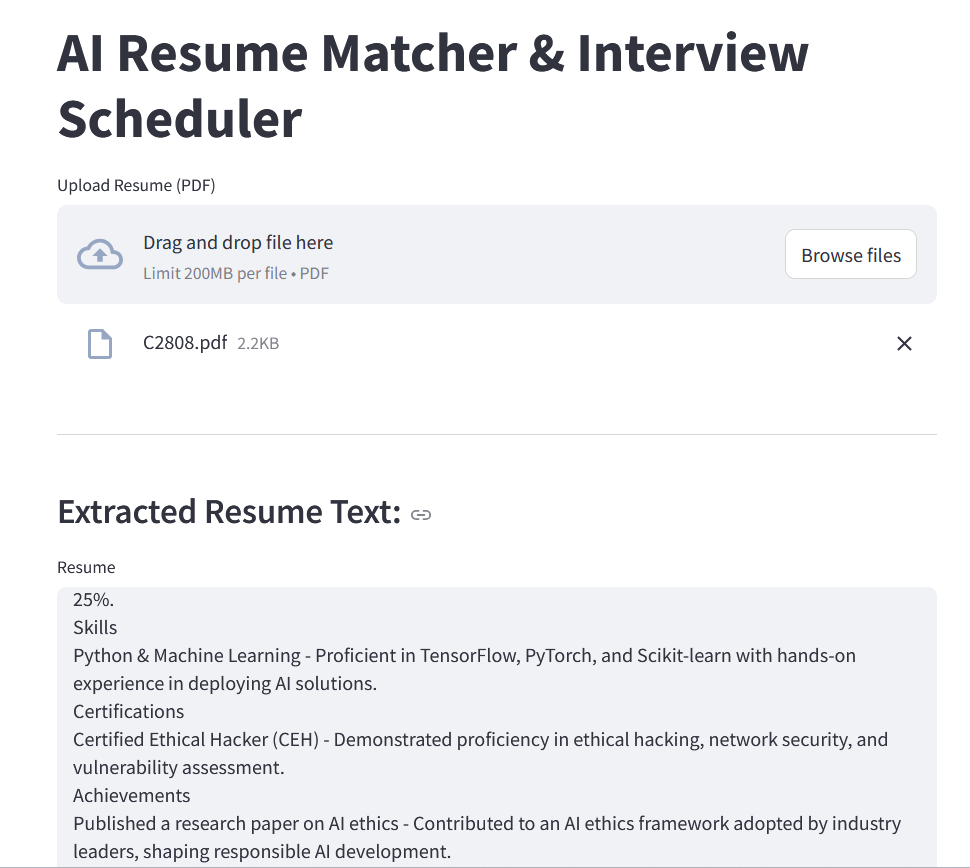 AI Resume Matcher & Interview
Scheduler
Upload Resume (PDF)
Drag and drop file here
Limit 200MB per file • PDF
Browse files
C2808.pdf 2.2KB
Extracted Resume Text:
Resume
25%.
Skills
Python & Machine Learning - Proficient in TensorFlow, PyTorch, and Scikit-learn with hands-on
experience in deploying AI solutions.
Certifications
Certified Ethical Hacker (CEH) - Demonstrated proficiency in ethical hacking, network security, and
vulnerability assessment.
Achievements
Published a research paper on AI ethics - Contributed to an AI ethics framework adopted by industry
leaders, shaping responsible AI development.